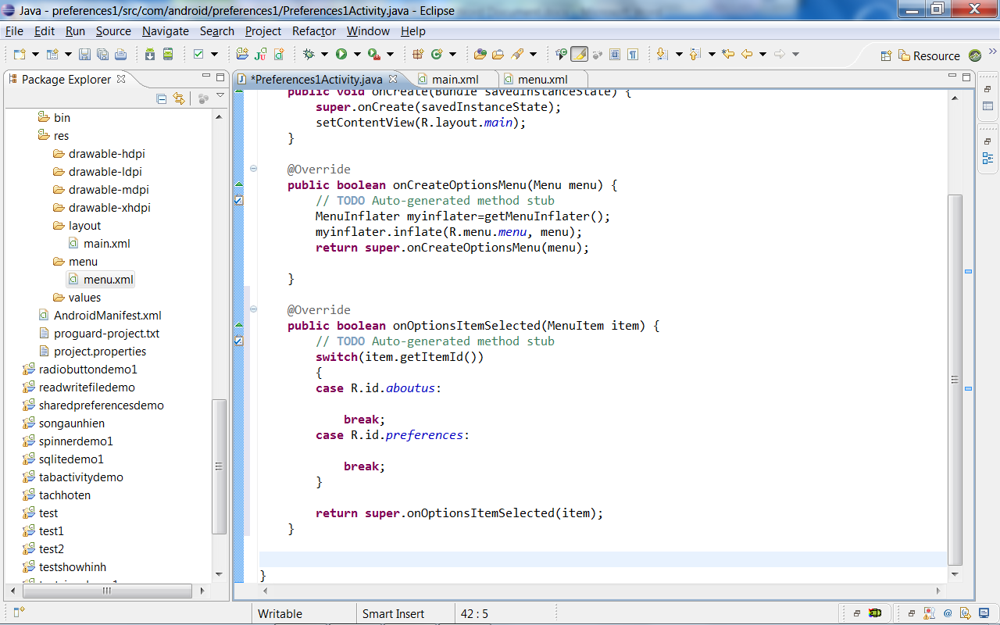 Java - preferences1/src/com/android/preferences1/Preferences1Activity.java - Eclipse
File Edit Run Source Navigate Search Project Refactor Window Help
Resource
Package Explorer
*Preferences1Activity.java main.xml menu.xml
bin
res
drawable-hdpi
drawable-ldpi
drawable-mdpi
drawable-xhdpi
layout
main.xml
menu
menu.xml
values
AndroidManifest.xml
proguard-project.txt
project.properties
radiobuttondemo1
readwritefiledemo
sharedpreferencesdemo
songaunhien
spinnerdemo1
sqlitedemo1
tabactivitydemo
tachhoten
test
test1
test2
testshowhinh
public void onCreate(Bundle savedInstanceState) {
super.onCreate(savedInstanceState);
setContentView(R.layout.main);
}
@Override
public boolean onCreateOptionsMenu(Menu menu) {
// TODO Auto-generated method stub
MenuInflater myinflater=getMenuInflater();
myinflater.inflate(R.menu.menu, menu);
return super.onCreateOptionsMenu(menu);
}
@Override
public boolean onOptionsItemSelected(MenuItem item) {
// TODO Auto-generated method stub
switch(item.getItemId())
{
case R.id.aboutus:
break;
case R.id.preferences:
break;
}
return super.onOptionsItemSelected(item);
}
}
Writable Smart Insert 42 : 5